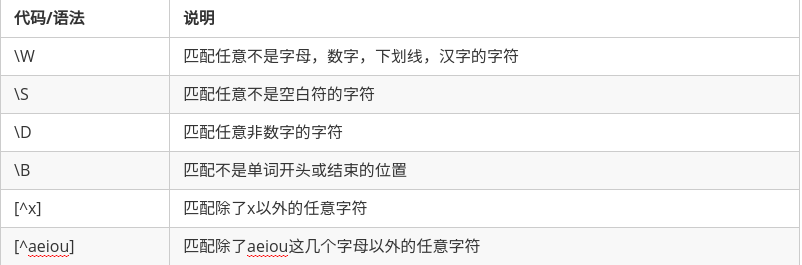 代码/语法 说明
\W 匹配任意不是字母，数字，下划线，汉字的字符
\S 匹配任意不是空白符的字符
\D 匹配任意非数字的字符
\B 匹配不是单词开头或结束的位置
[^x] 匹配除了x以外的任意字符
[^aeiou] 匹配除了aeiou这几个字母以外的任意字符